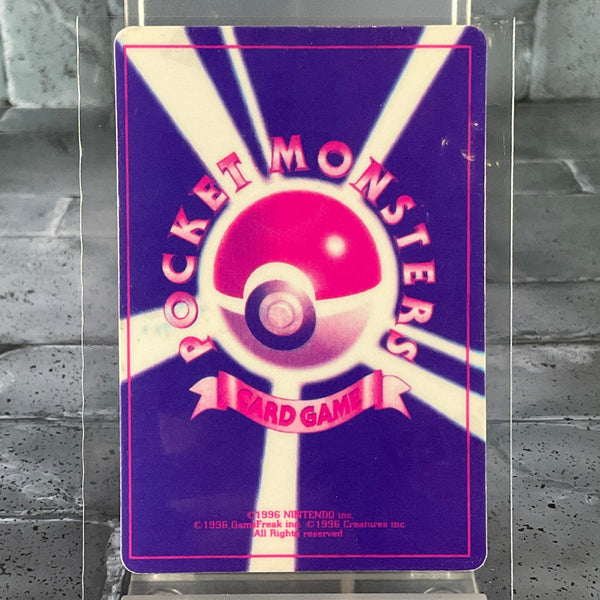 POCKET MONSTERS
CARD GAME
©1996 NINTENDO inc.
©1996,GameFreak inc. ©1996 Creatures inc.
All Rights reserved